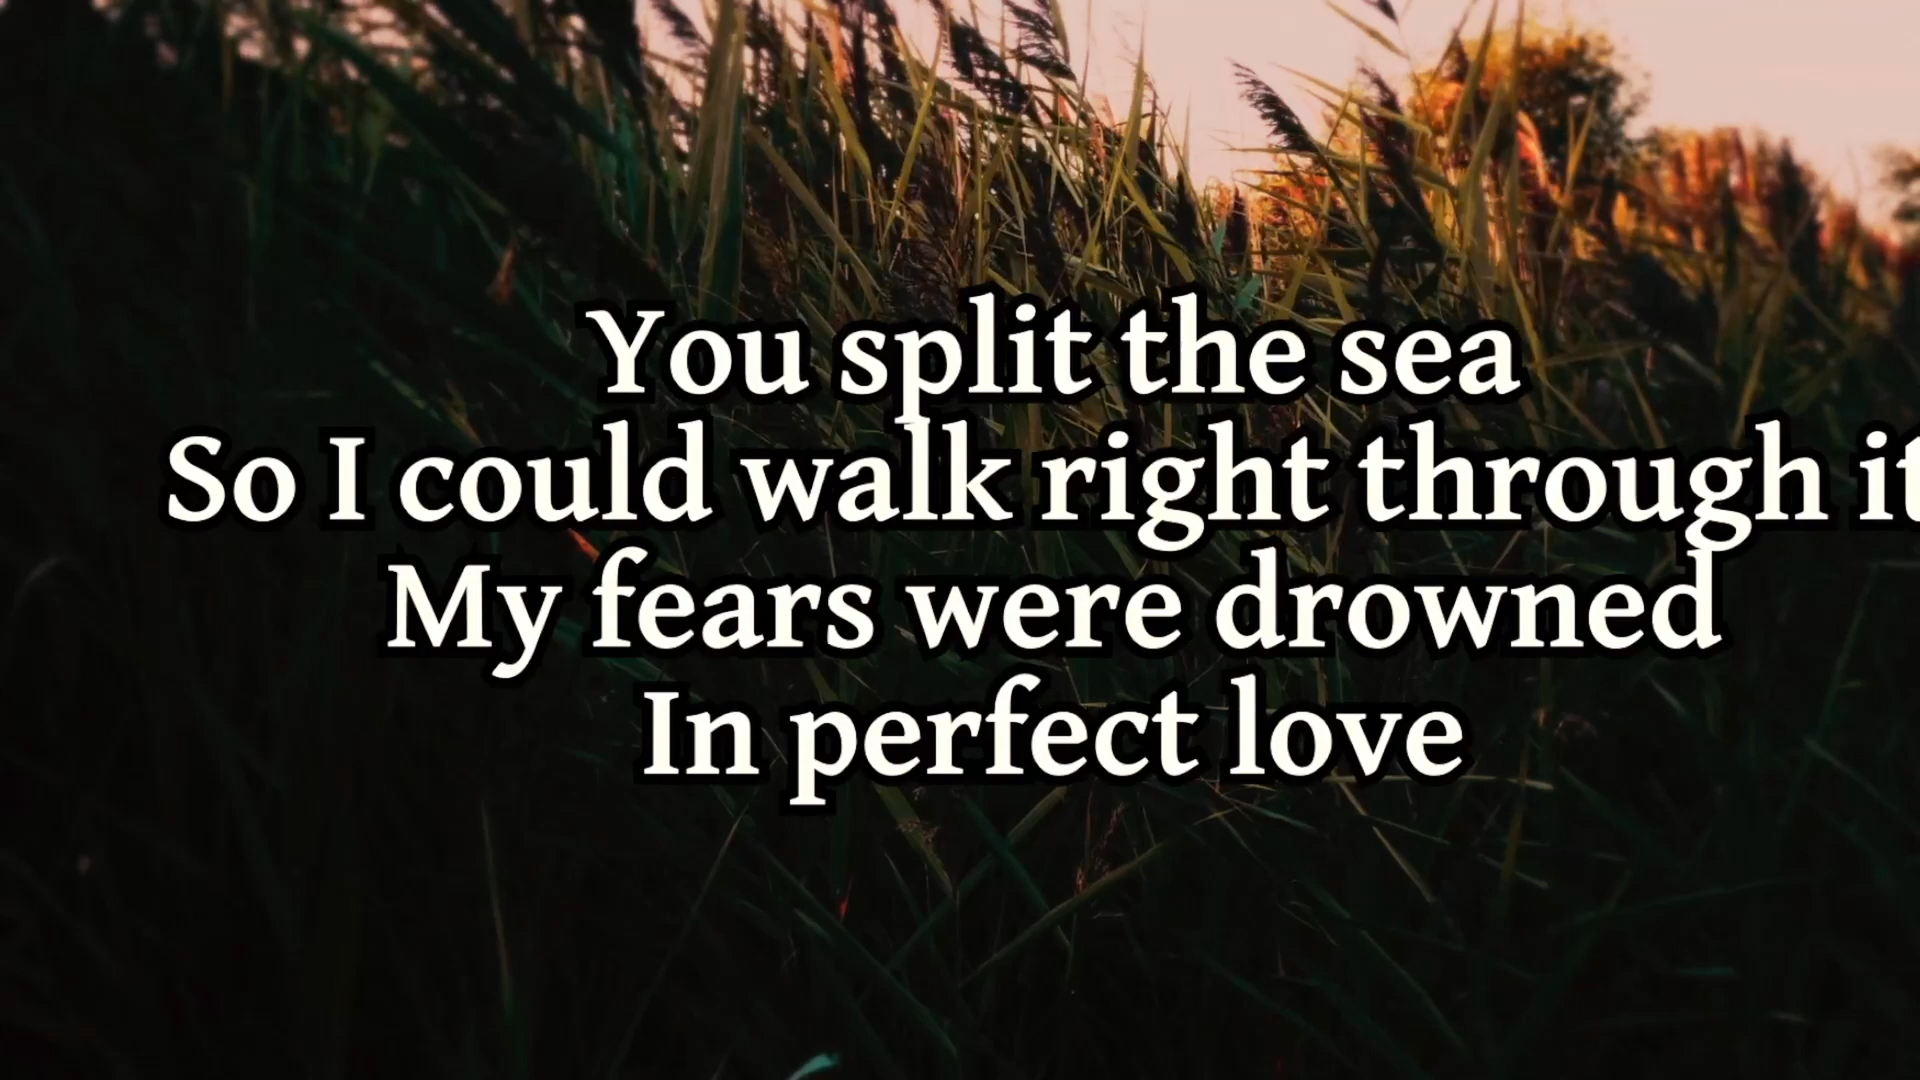 You split the sea
So I could walk right through it
My fears were drowned
In perfect love